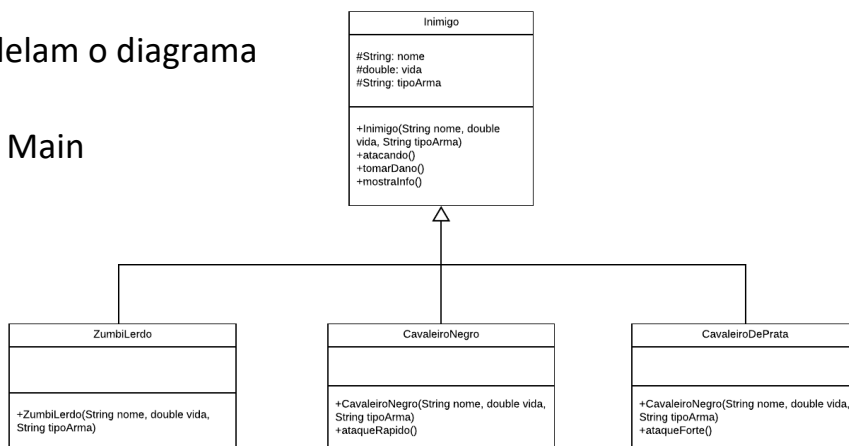 delam o diagrama
Main
Inimigo
#String: nome
#double: vida
#String: tipoArma
+Inimigo(String nome, double
vida, String tipoArma)
+atacando()
+tomarDano()
+mostraInfo()
ZumbiLerdo
+ZumbiLerdo(String nome, double vida,
String tipoArma)
CavaleiroNegro
+CavaleiroNegro(String nome, double vida,
String tipoArma)
+ataqueRapido()
CavaleiroDePrata
+CavaleiroNegro(String nome, double vida,
String tipoArma)
+ataqueForte()